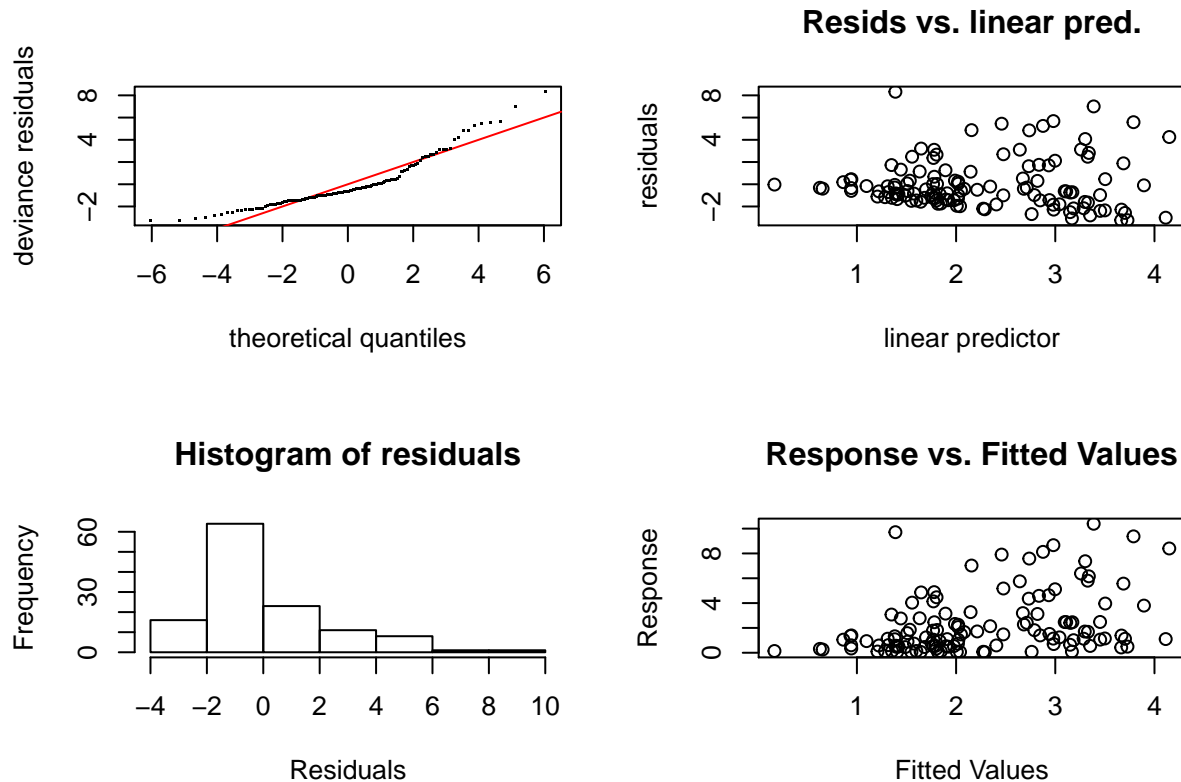 deviance residuals
8
4
−2
−6 −4 −2 0 2 4 6
theoretical quantiles
Resids vs. linear pred.
residuals
8
4
−2
1 2 3 4
linear predictor
Histogram of residuals
Frequency
60
30
0
−4 −2 0 2 4 6 8 10
Residuals
Response vs. Fitted Values
Response
8
4
0
1 2 3 4
Fitted Values